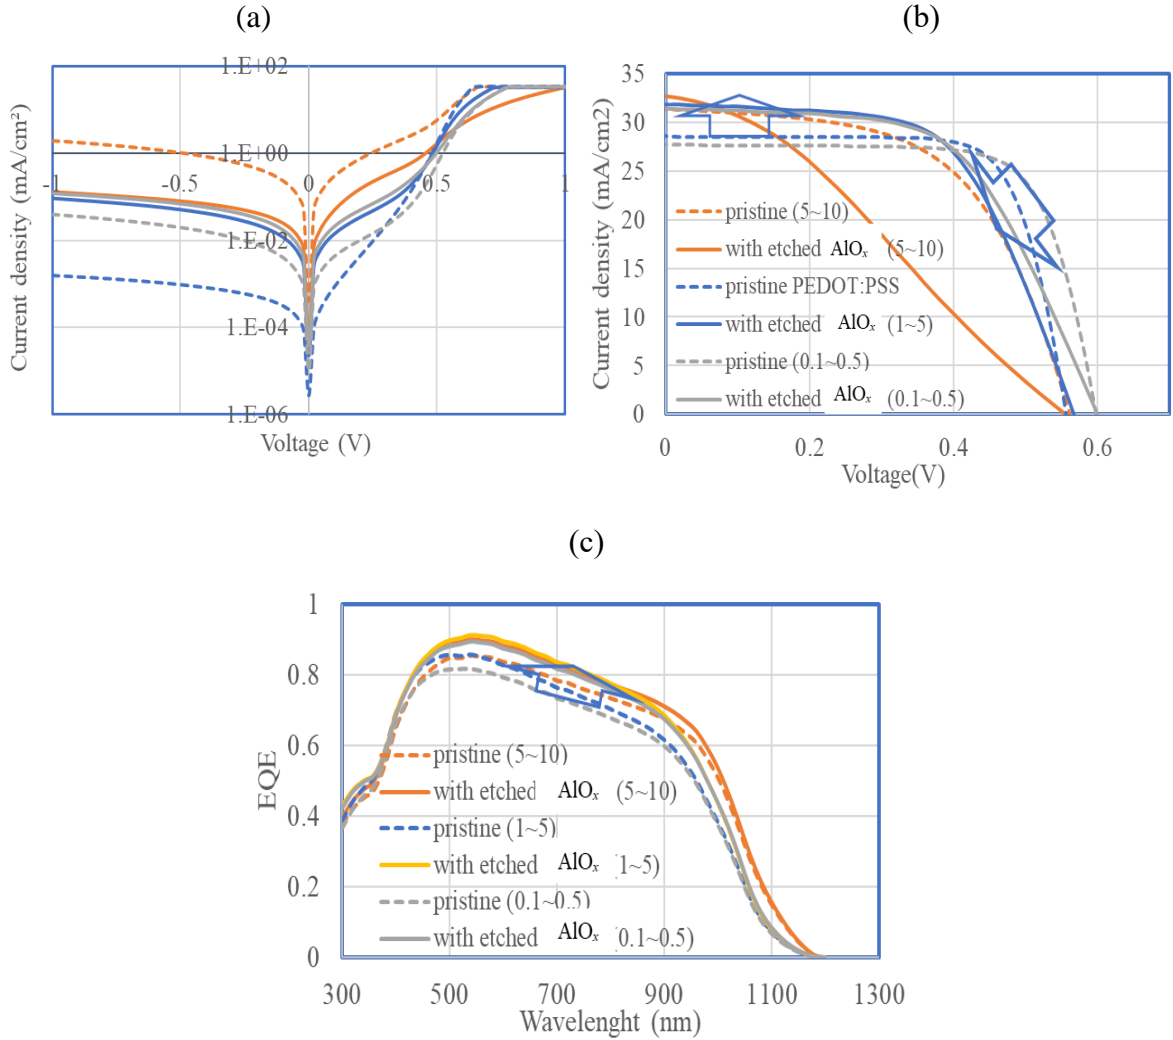 (a)
1.E+02
1.E+00
1.E-02
1.E-04
1.E-06
-1
-0.5
0
0.5
1
Current density (mA/cm²)
Voltage (V)
(b)
35
30
25
20
15
10
5
0
0
0.2
0.4
0.6
Current density (mA/cm2)
Voltage(V)
pristine (5~10)
with etched AlOₓ (5~10)
pristine PEDOT:PSS
with etched AlOₓ (1~5)
pristine (0.1~0.5)
with etched AlOₓ (0.1~0.5)
(c)
1
0.8
0.6
0.4
0.2
0
300
500
700
900
1100
1300
EQE
Wavelenght (nm)
pristine (5~10)
with etched AlOₓ (5~10)
pristine (1~5)
with etched AlOₓ 1~5)
pristine (0.1~0.5)
with etched AlOₓ 0.1~0.5)